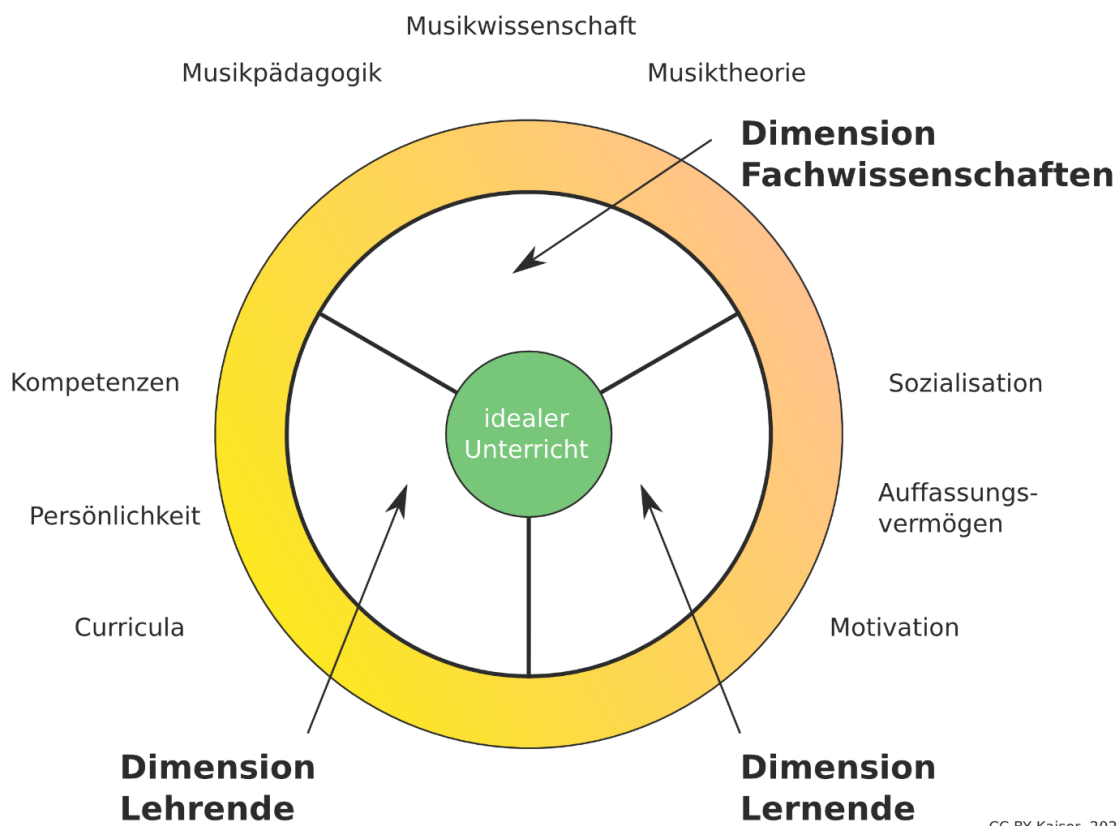 Musikwissenschaft
Musikpädagogik
Musiktheorie
Dimension
Fachwissenschaften
Kompetenzen
Sozialisation
idealer
Unterricht
Auffassungs-
vermögen
Persönlichkeit
Curricula
Motivation
Dimension
Lehrende
Dimension
Lernende
CC BY Kaiser